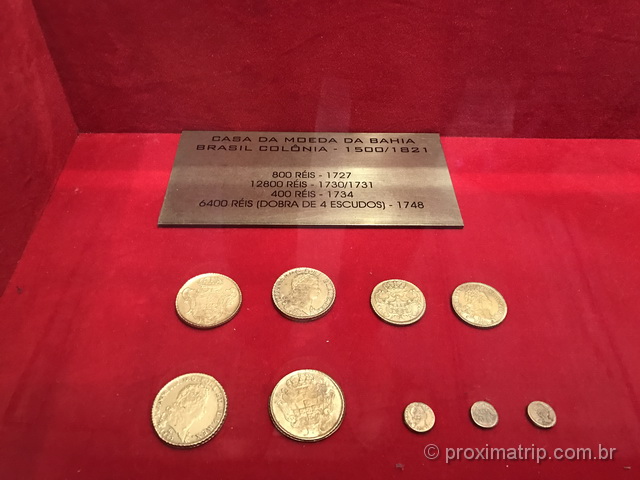 CASA DA MOEDA DA BAHIA
BRASIL COLÔNIA - 1500/1821
800 RÉIS - 1727
12800 RÉIS - 1730/1731
400 RÉIS - 1734
6400 RÉIS (DOBRA DE 4 ESCUDOS) - 1748
© proximatrip.com.br